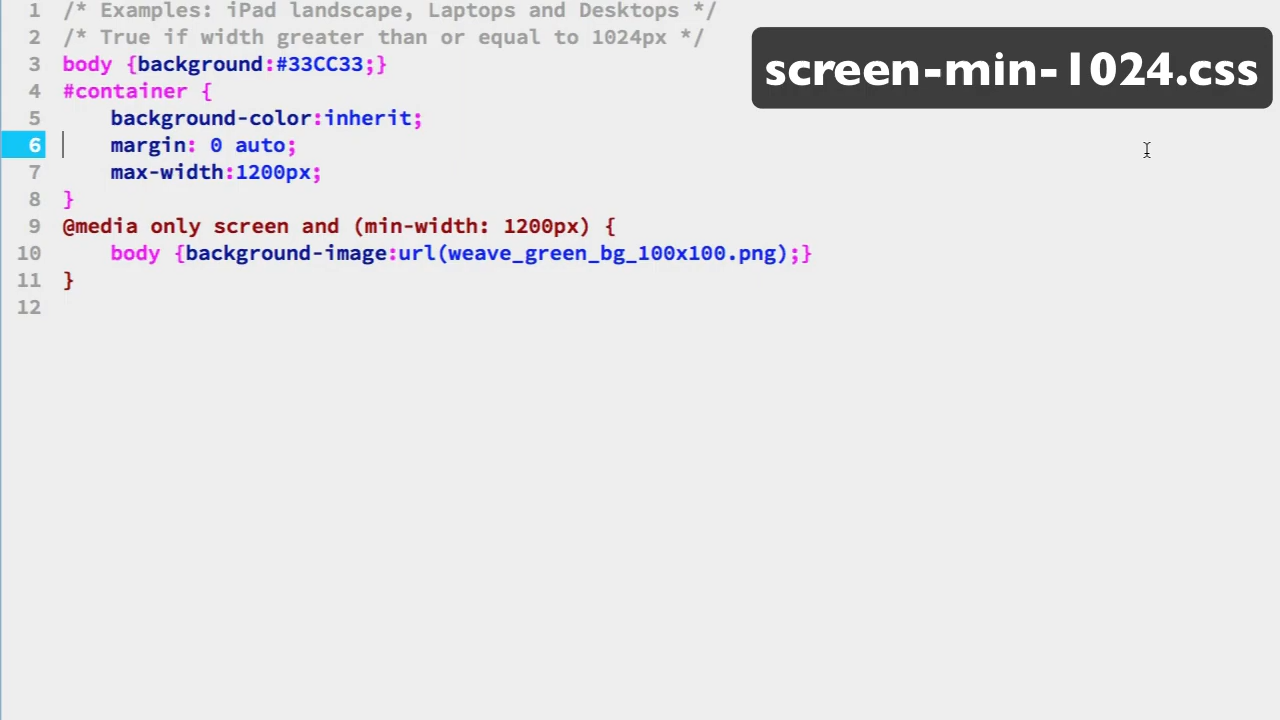 1 /* Examples: iPad landscape, Laptops and Desktops */
2 /* True if width greater than or equal to 1024px */
screen-min-1024.css
3 body {background:#33CC33;}
4 #container {
5     background-color:inherit;
6     margin: 0 auto;
7     max-width:1200px;
8 }
9 @media only screen and (min-width: 1200px) {
10     body {background-image:url(weave_green_bg_100x100.png);}
11 }
12